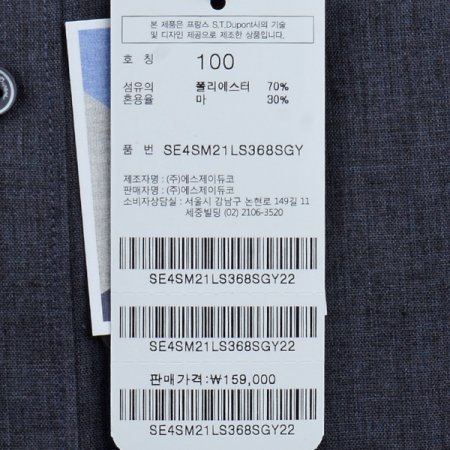 본 제품은 프랑스 S.T.Dupont사의 기술
및 디자인 제공으로 제조한 상품입니다.
호 칭 100
섬유의 폴리에스터 70%
혼용율 마 30%
품 번 SE4SM21LS368SGY
제조자명 : (주)에스제이듀코
판매자명 : (주)에스제이듀코
소비자상담실 : 서울시 강남구 논현로 149길 11
세중빌딩 (02) 2106-3520
SE4SM21LS368SGY22
SE4SM21LS368SGY22
판매가격:₩159,000
SE4SM21LS368SGY22